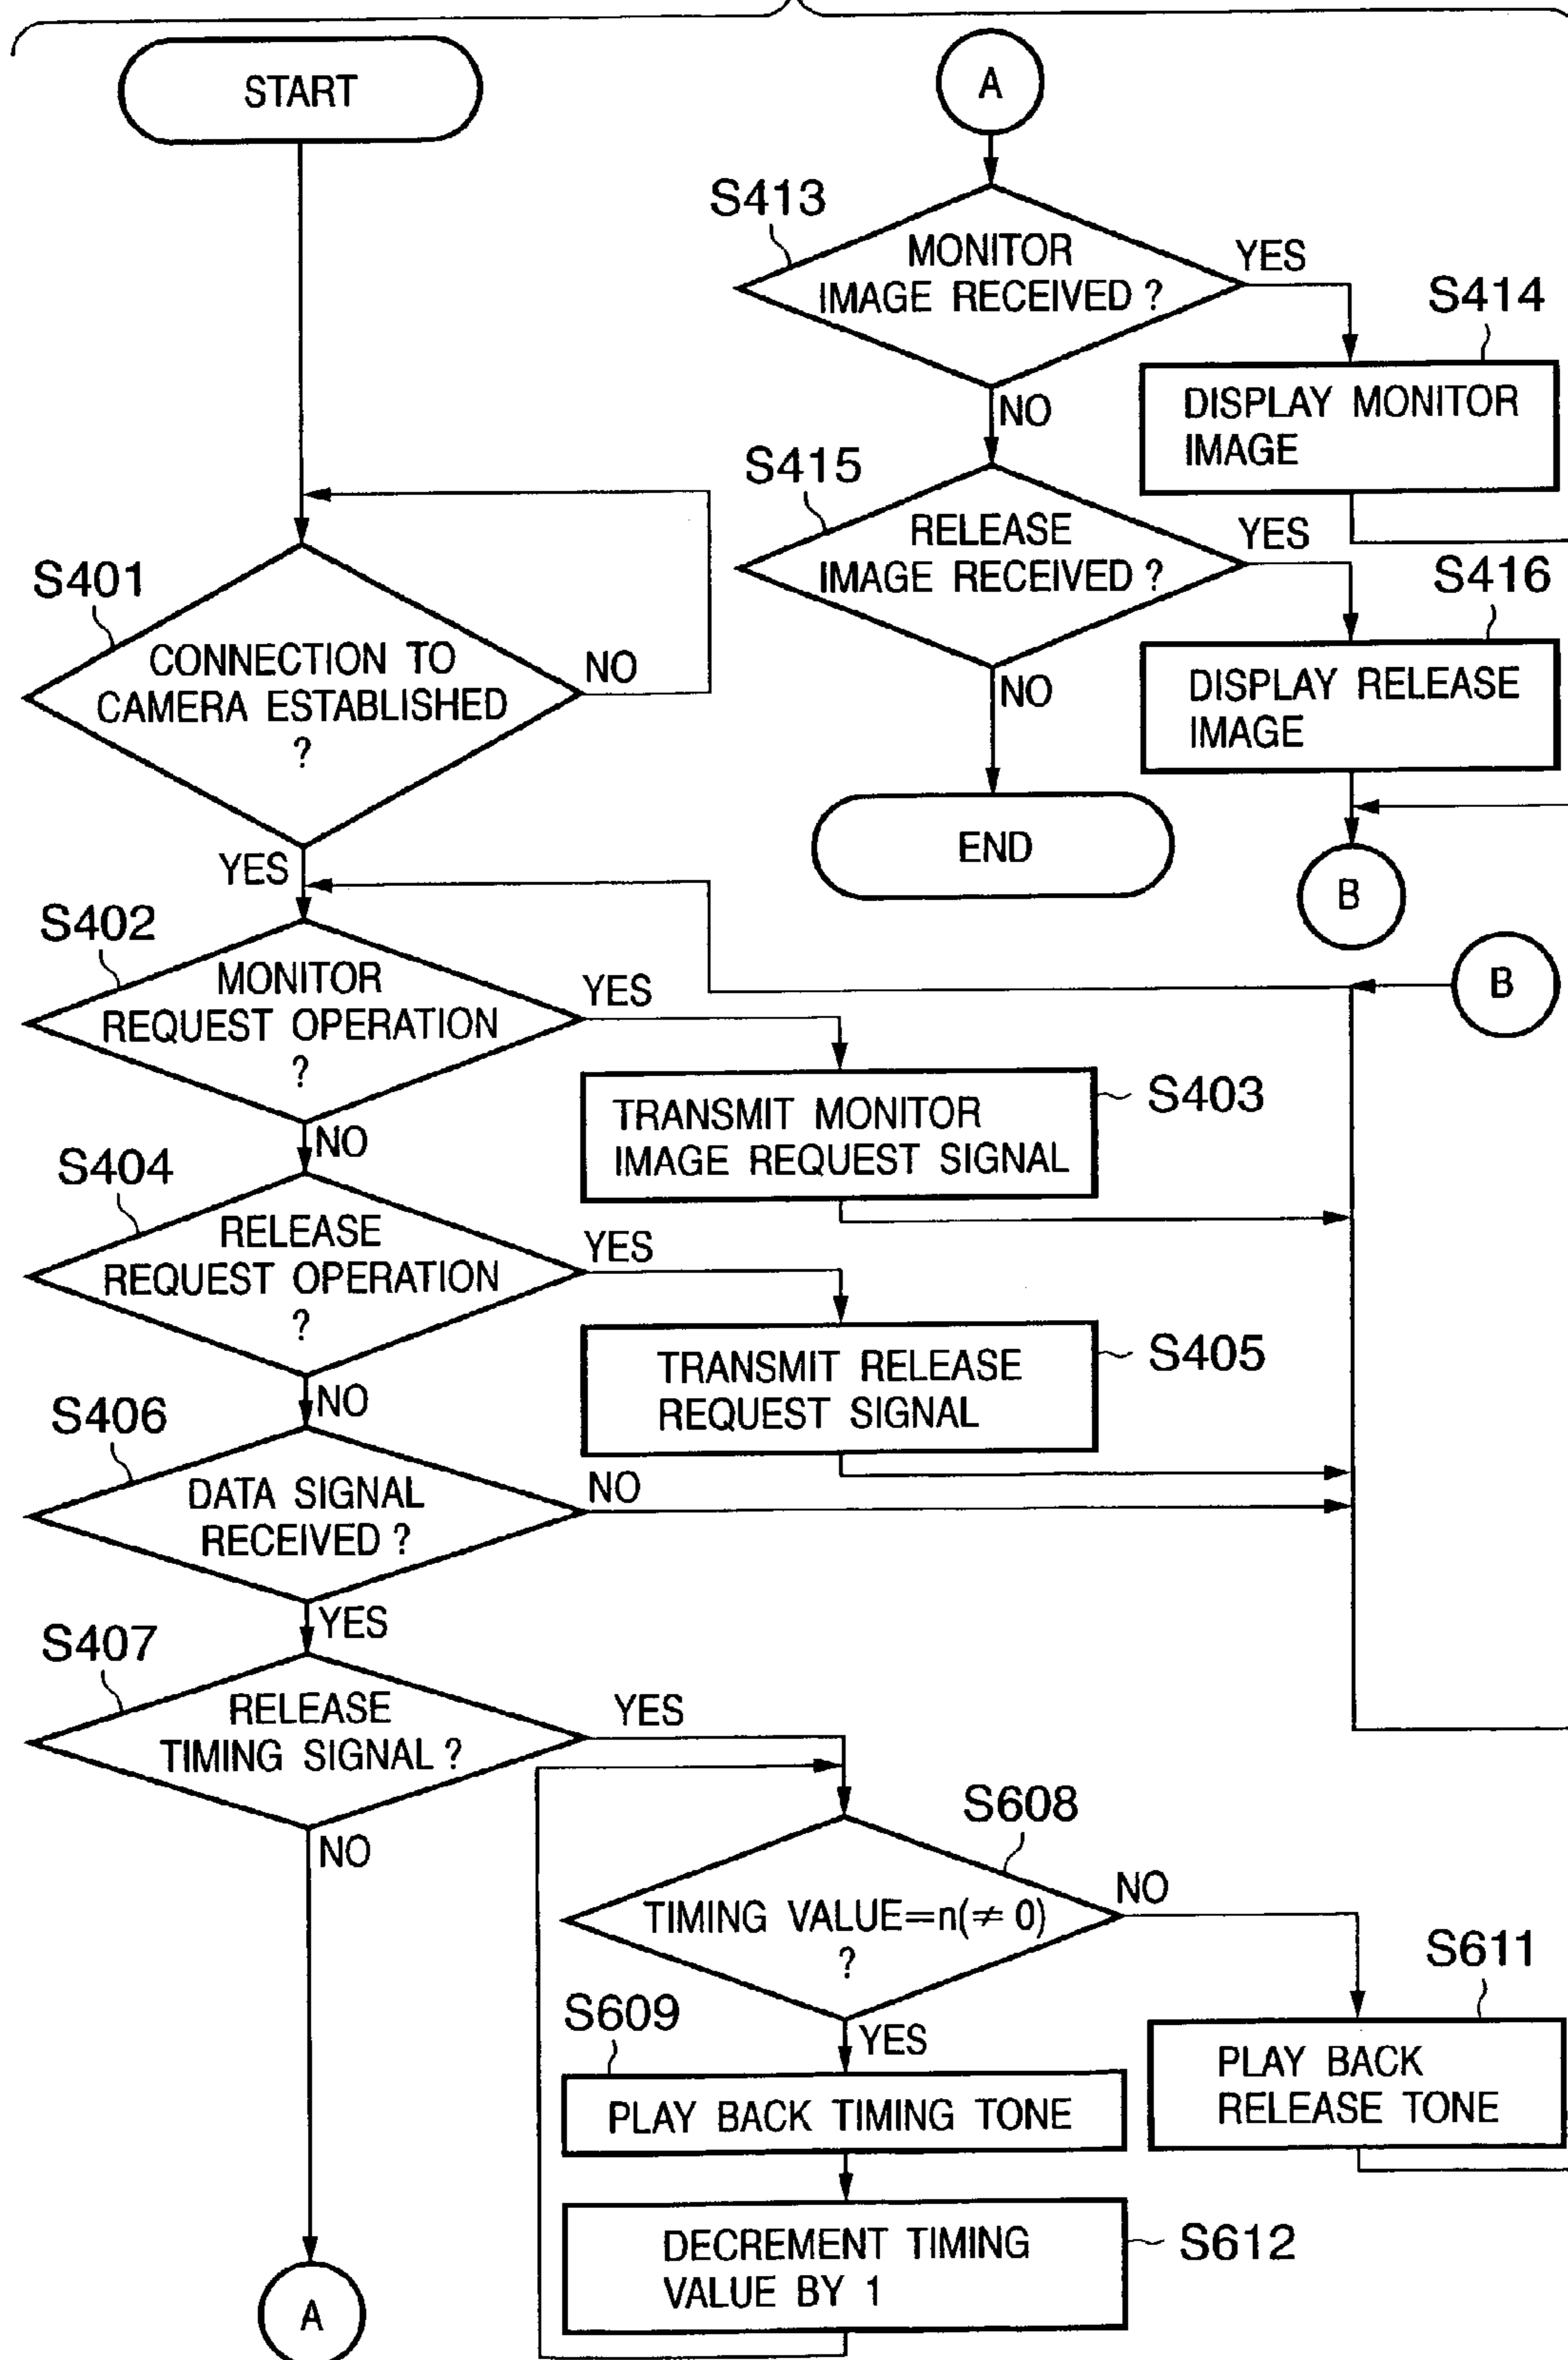 START
S401
CONNECTION TO
CAMERA ESTABLISHED
?
NO
YES
S402
MONITOR
REQUEST OPERATION
?
YES
S403
TRANSMIT MONITOR
IMAGE REQUEST SIGNAL
NO
S404
RELEASE
REQUEST OPERATION
?
YES
S405
TRANSMIT RELEASE
REQUEST SIGNAL
NO
S406
DATA SIGNAL
RECEIVED ?
NO
YES
S407
RELEASE
TIMING SIGNAL ?
YES
NO
A
S608
TIMING VALUE=n(≠ 0)
?
NO
YES
S609
PLAY BACK TIMING TONE
S611
PLAY BACK
RELEASE TONE
S612
DECREMENT TIMING
VALUE BY 1
A
S413
MONITOR
IMAGE RECEIVED ?
YES
S414
DISPLAY MONITOR
IMAGE
NO
S415
RELEASE
IMAGE RECEIVED ?
YES
S416
DISPLAY RELEASE
IMAGE
NO
END
B
B